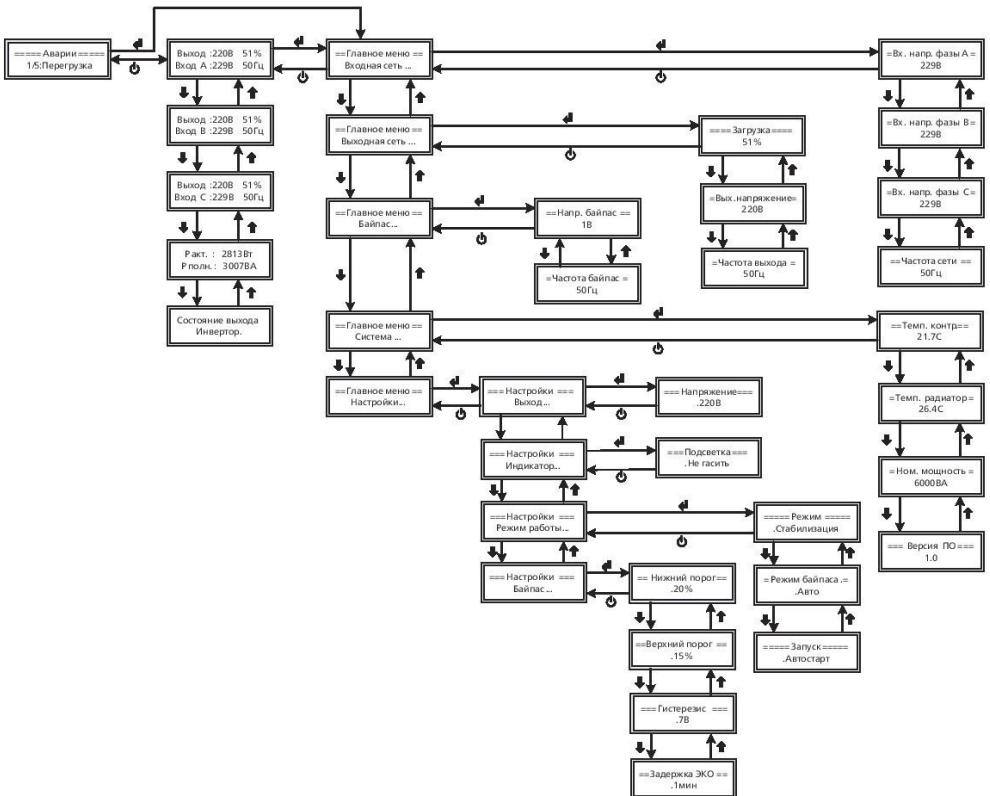 ===== Аварии =====
1/5:Перегрузка
Выход :220В 51%
Вход А :229В 50Гц
Выход :220В 51%
Вход В :229В 50Гц
Выход :220В 51%
Вход С :229В 50Гц
Ракт. : 2813Вт
Рполн.: 3007ВА
Состояние выхода
Инвертор.
==Главное меню ==
Входная сеть ...
==Главное меню ==
Выходная сеть ...
==Главное меню ==
Байпас...
==Главное меню ==
Система ...
==Главное меню ==
Настройки...
==Напр. байпас ==
1В
=Частота байпас =
50Гц
====Загрузка====
51%
=Вых.напряжение=
220В
=Частота выхода =
50Гц
=Вх. напр. фазы А=
229В
=Вх. напр. фазы В=
229В
=Вх. напр. фазы С=
229В
==Частота сети ==
50Гц
==Темп. контр.==
21.7С
=Темп. радиатор=
26.4С
=Ном. мощность =
6000ВА
=== Версия ПО===
1.0
=== Настройки ===
Выход...
=== Напряжение===
.220В
=== Настройки ===
Индикатор...
===Подсветка===
.Не гасить
=== Настройки ===
Режим работы...
===== Режим =====
.Стабилизация
=Режим байпаса .=
.Авто
=====Запуск=====
.Автостарт
=== Настройки ===
Байпас...
== Нижний порог==
.20%
==Верхний порог ==
.15%
=== Гистерезис ===
.7В
==Задержка ЭКО ==
.1мин